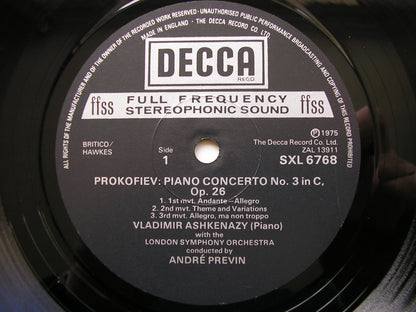 ALL RIGHTS OF THE MANUFACTURER AND OF THE OWNER OF THE RECORDED WORK RESERVED · UNAUTHORISED PUBLIC PERFORMANCE BROADCASTING AND COPYING OF THIS RECORD PROHIBITED
MADE IN ENGLAND · THE DECCA RECORD CO LTD.
DECCA
REGD
ffss FULL FREQUENCY ffss
STEREOPHONIC SOUND
Ⓟ 1975
BRITICO/
HAWKES
Side
1
The Decca Record Co. Ltd.
ZAL 13911
SXL 6768
PROKOFIEV: PIANO CONCERTO No. 3 in C,
Op. 26
1. 1st mvt. Andante – Allegro
2. 2nd mvt. Theme and Variations
3. 3rd mvt. Allegro, ma non troppo
VLADIMIR ASHKENAZY (Piano)
with the
LONDON SYMPHONY ORCHESTRA
conducted by
ANDRÉ PREVIN